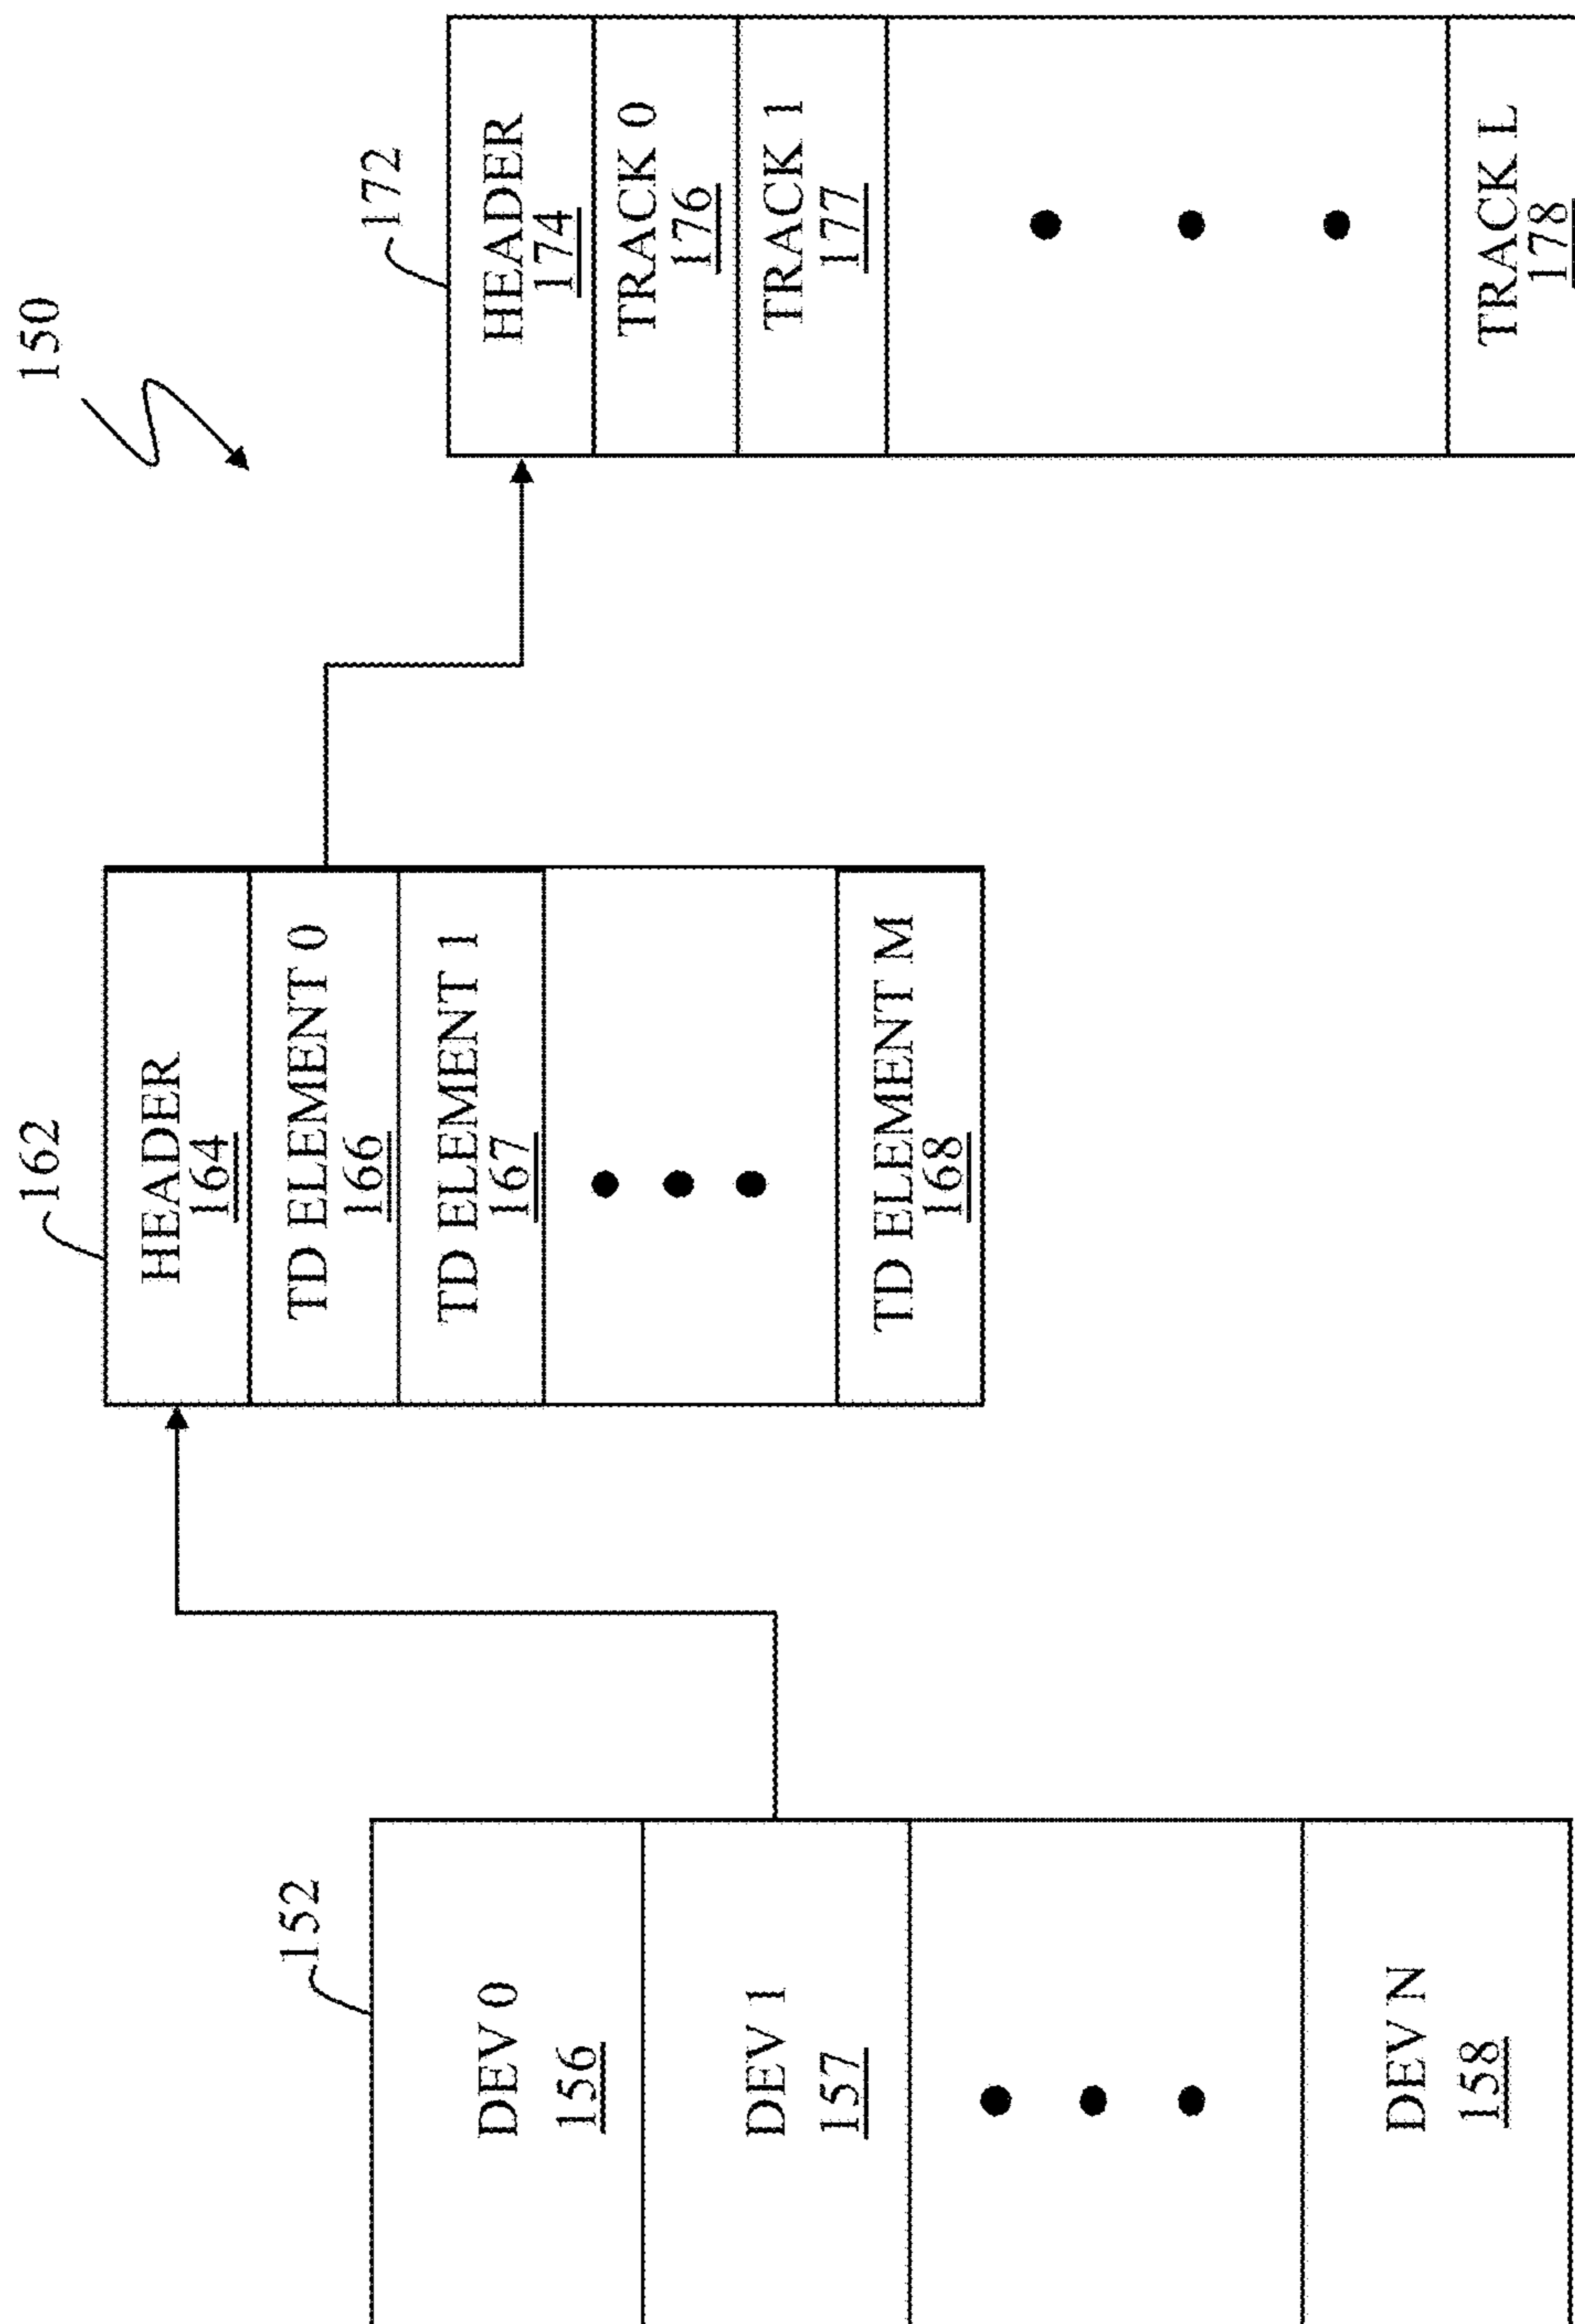 150
152
DEV 0
156
DEV 1
157
DEV N
158
162
HEADER
164
TD ELEMENT 0
166
TD ELEMENT 1
167
TD ELEMENT M
168
172
HEADER
174
TRACK 0
176
TRACK 1
177
TRACK L
178